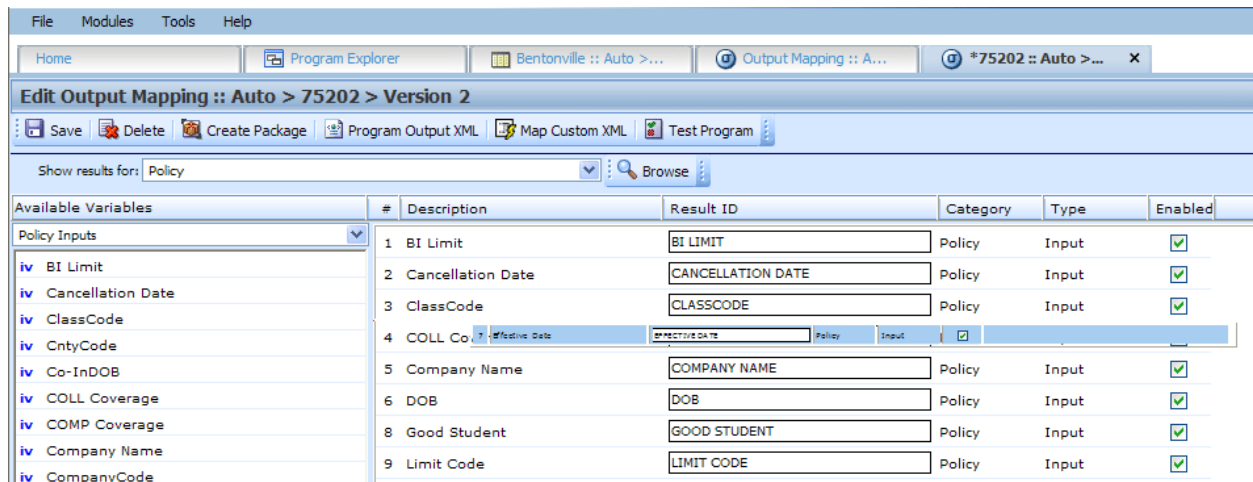 File Modules Tools Help
Home Program Explorer Bentonville :: Auto >... Output Mapping :: A... *75202 :: Auto >... x
Edit Output Mapping :: Auto > 75202 > Version 2
Save Delete Create Package Program Output XML Map Custom XML Test Program
Show results for: Policy Browse
Available Variables # Description Result ID Category Type Enabled
Policy Inputs
iv BI Limit
iv Cancellation Date
iv ClassCode
iv CntyCode
iv Co-InDOB
iv COLL Coverage
iv COMP Coverage
iv Company Name
iv CompanyCode
1 BI Limit BI LIMIT Policy Input
2 Cancellation Date CANCELLATION DATE Policy Input
3 ClassCode CLASSCODE Policy Input
4 COLL Co
7 Effective Date EFFECTIVE DATE Policy Input
5 Company Name COMPANY NAME Policy Input
6 DOB DOB Policy Input
8 Good Student GOOD STUDENT Policy Input
9 Limit Code LIMIT CODE Policy Input